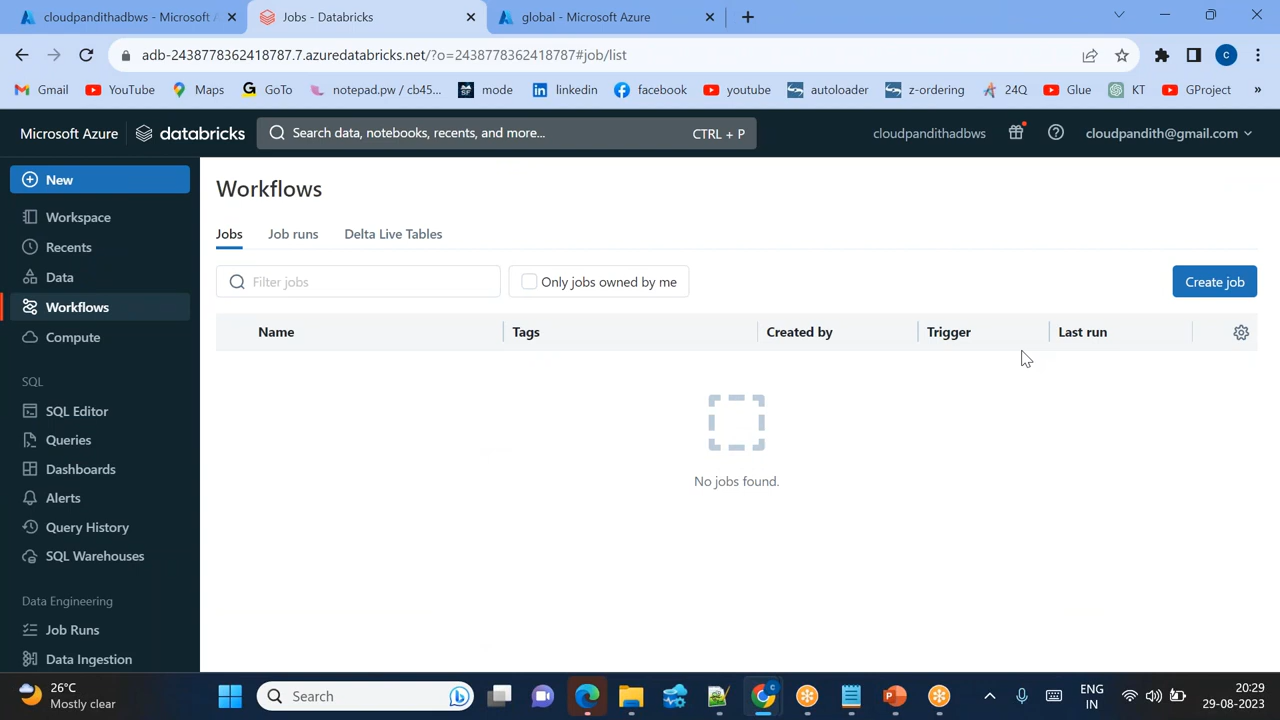 cloudpandithadbws - Microsoft Azure
Jobs - Databricks
global - Microsoft Azure
adb-2438778362418787.7.azuredatabricks.net/?o=2438778362418787#job/list
C
Gmail
YouTube
Maps
GoTo
notepad.pw / cb45...
mode
linkedin
facebook
youtube
autoloader
z-ordering
24Q
Glue
KT
GProject
»
Microsoft Azure
databricks
Search data, notebooks, recents, and more...
CTRL + P
cloudpandithadbws
cloudpandith@gmail.com
New
Workspace
Recents
Data
Workflows
Compute
SQL
SQL Editor
Queries
Dashboards
Alerts
Query History
SQL Warehouses
Data Engineering
Job Runs
Data Ingestion
Workflows
Jobs
Job runs
Delta Live Tables
Filter jobs
Only jobs owned by me
Create job
Name
Tags
Created by
Trigger
Last run
No jobs found.
26°C
Mostly clear
Search
ENG
IN
20:29
29-08-2023